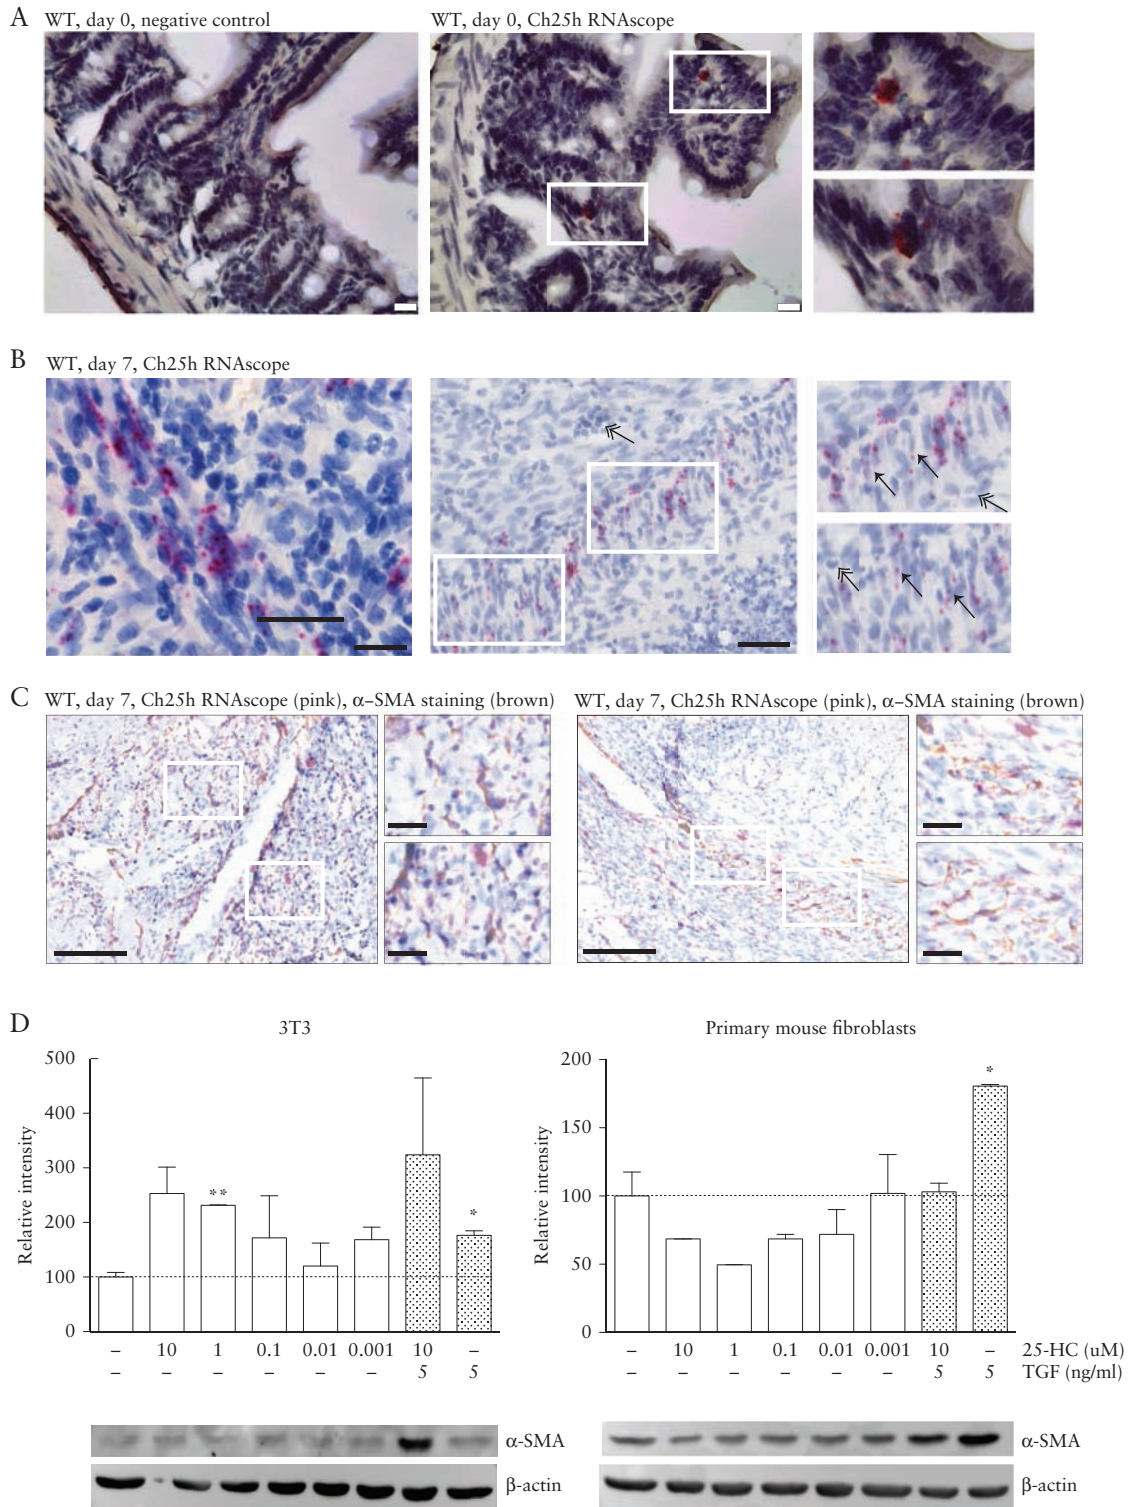 A WT, day 0, negative control WT, day 0, Ch25h RNAscope
B WT, day 7, Ch25h RNAscope
C WT, day 7, Ch25h RNAscope (pink), α–SMA staining (brown) WT, day 7, Ch25h RNAscope (pink), α–SMA staining (brown)
D
3T3
500
400
300
200
100
0
Relative intensity
**
*
– 10 1 0.1 0.01 0.001 10 –
– – – – – – 5 5
α-SMA
β-actin
Primary mouse fibroblasts
200
150
100
50
0
Relative intensity
*
– 10 1 0.1 0.01 0.001 10 – 25-HC (uM)
– – – – – – 5 5 TGF (ng/ml)
α-SMA
β-actin